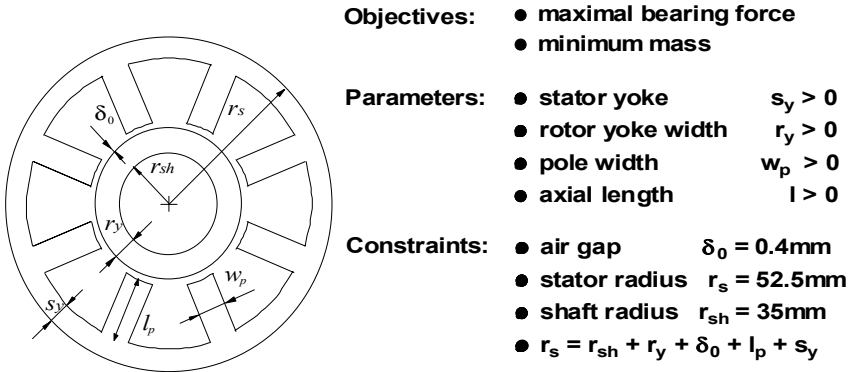 Objectives: ● maximal bearing force
● minimum mass
Parameters: ● stator yoke s_y > 0
● rotor yoke width r_y > 0
● pole width w_p > 0
● axial length l > 0
Constraints: ● air gap δ_0 = 0.4mm
● stator radius r_s = 52.5mm
● shaft radius r_sh = 35mm
● r_s = r_sh + r_y + δ_0 + l_p + s_y
δ_0
r_s
r_sh
r_y
w_p
s_y
l_p